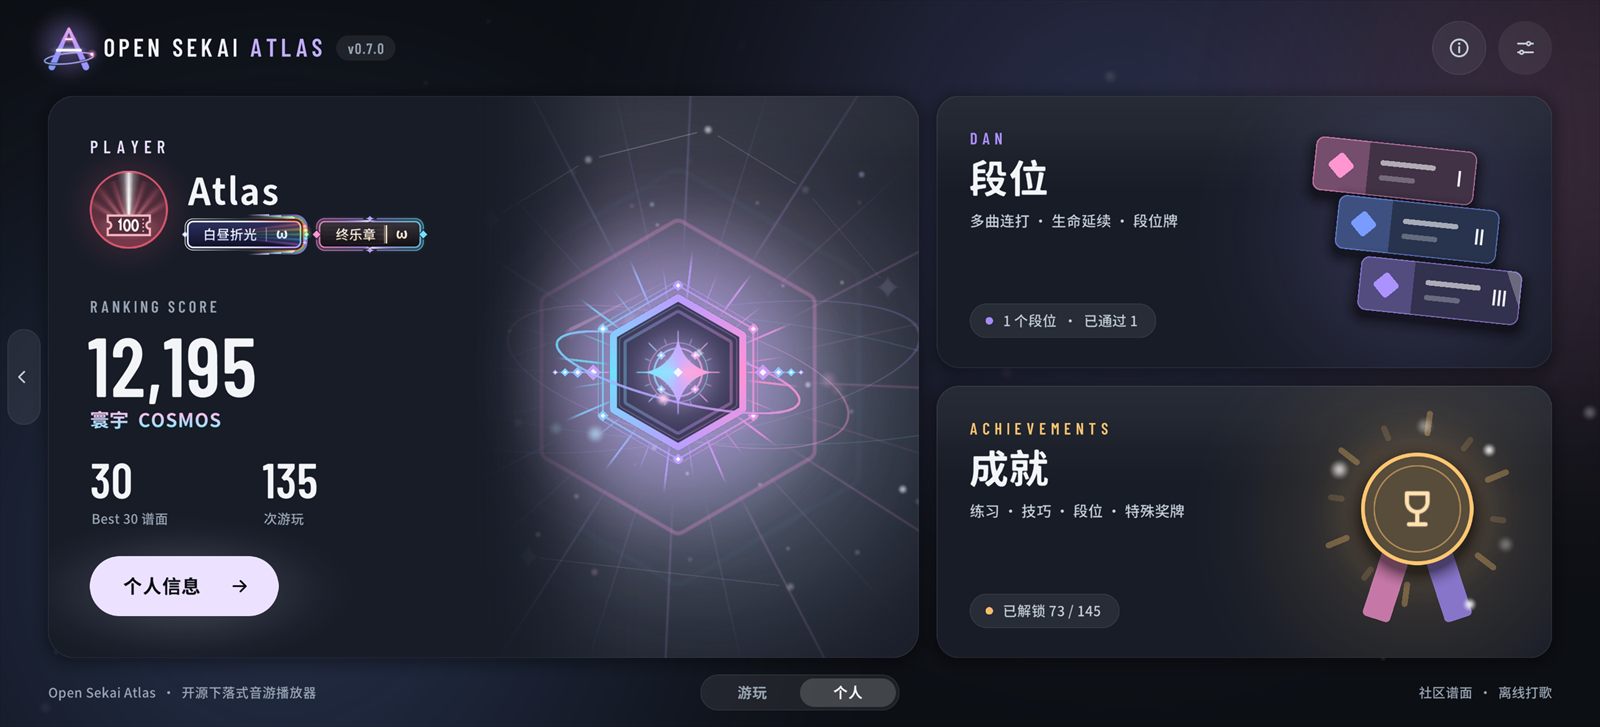 OPEN SEKAI ATLAS v0.7.0
PLAYER
100
Atlas
白昼折光 ω
终乐章 ω
RANKING SCORE
12,195
寰宇 COSMOS
30
Best 30 谱面
135
次游玩
个人信息 →
DAN
段位
多曲连打 · 生命延续 · 段位牌
1 个段位 · 已通过 1
I
II
III
ACHIEVEMENTS
成就
练习 · 技巧 · 段位 · 特殊奖牌
已解锁 73 / 145
Open Sekai Atlas · 开源下落式音游播放器
游玩
个人
社区谱面 · 离线打歌